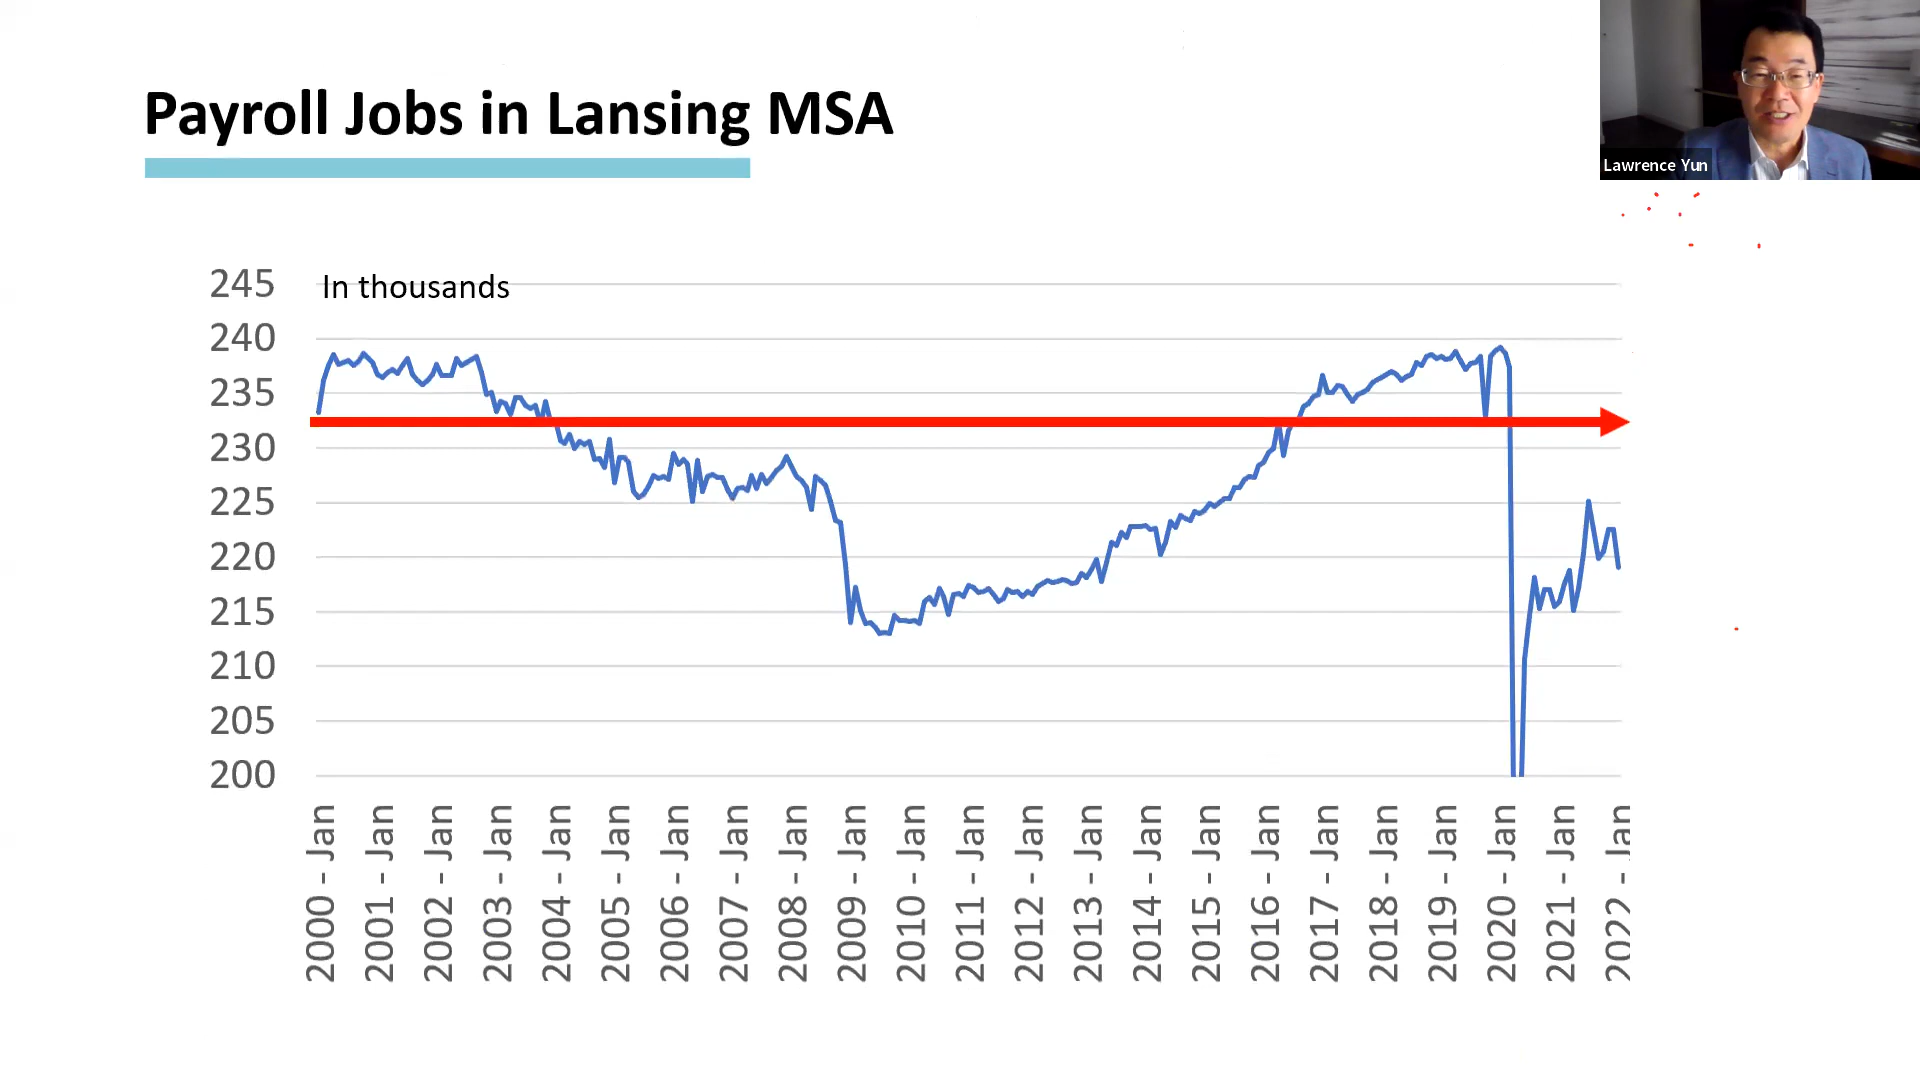 Payroll Jobs in Lansing MSA
Lawrence Yun
In thousands
245
240
235
230
225
220
215
210
205
200
2000 - Jan
2001 - Jan
2002 - Jan
2003 - Jan
2004 - Jan
2005 - Jan
2006 - Jan
2007 - Jan
2008 - Jan
2009 - Jan
2010 - Jan
2011 - Jan
2012 - Jan
2013 - Jan
2014 - Jan
2015 - Jan
2016 - Jan
2017 - Jan
2018 - Jan
2019 - Jan
2020 - Jan
2021 - Jan
2022 - Jan